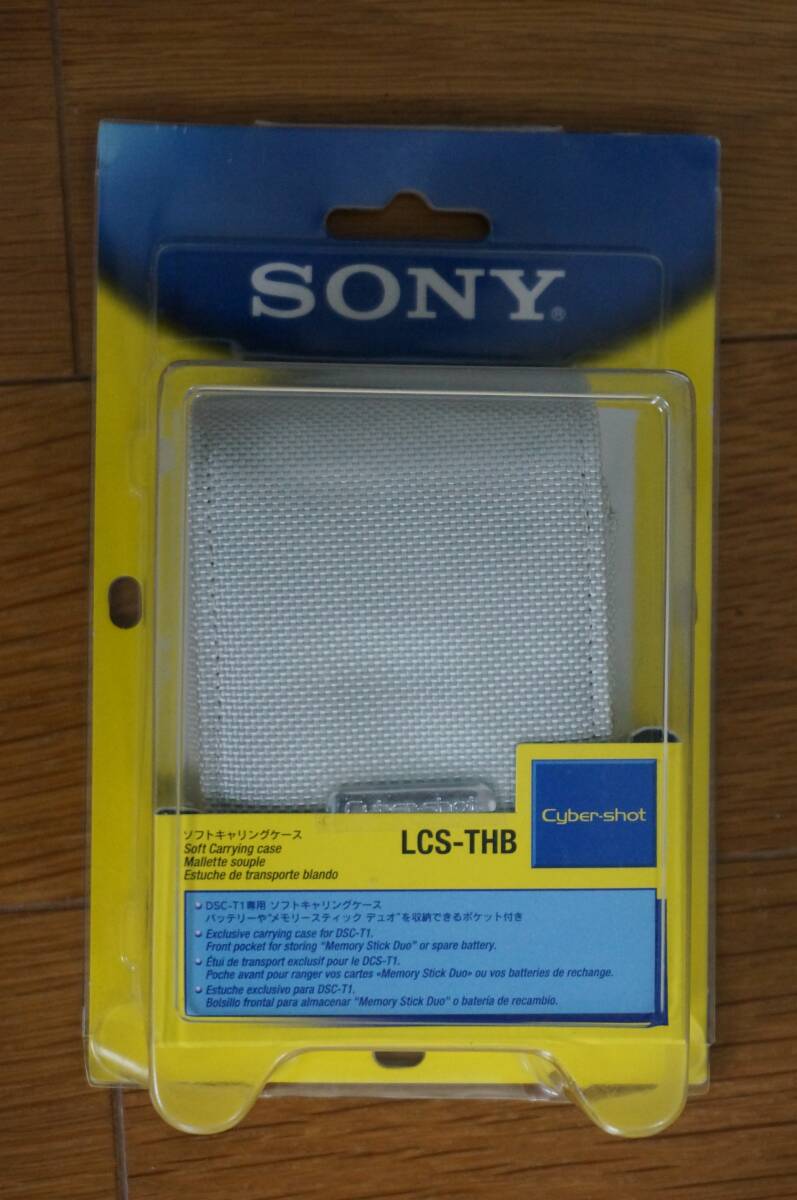 SONY®
ソフトキャリングケース
Soft Carrying case
Mallette souple
Estuche de transporte blando
LCS-THB
Cyber-shot
Cyber-shot
• DSC-T1専用 ソフトキャリングケース
バッテリーや"メモリースティック デュオ"を収納できるポケット付き
• Exclusive carrying case for DSC-T1.
Front pocket for storing "Memory Stick Duo" or spare battery.
• Étui de transport exclusif pour le DCS-T1.
Poche avant pour ranger vos cartes «Memory Stick Duo» ou vos batteries de rechange.
• Estuche exclusivo para DSC-T1.
Bolsillo frontal para almacenar "Memory Stick Duo" o batería de recambio.